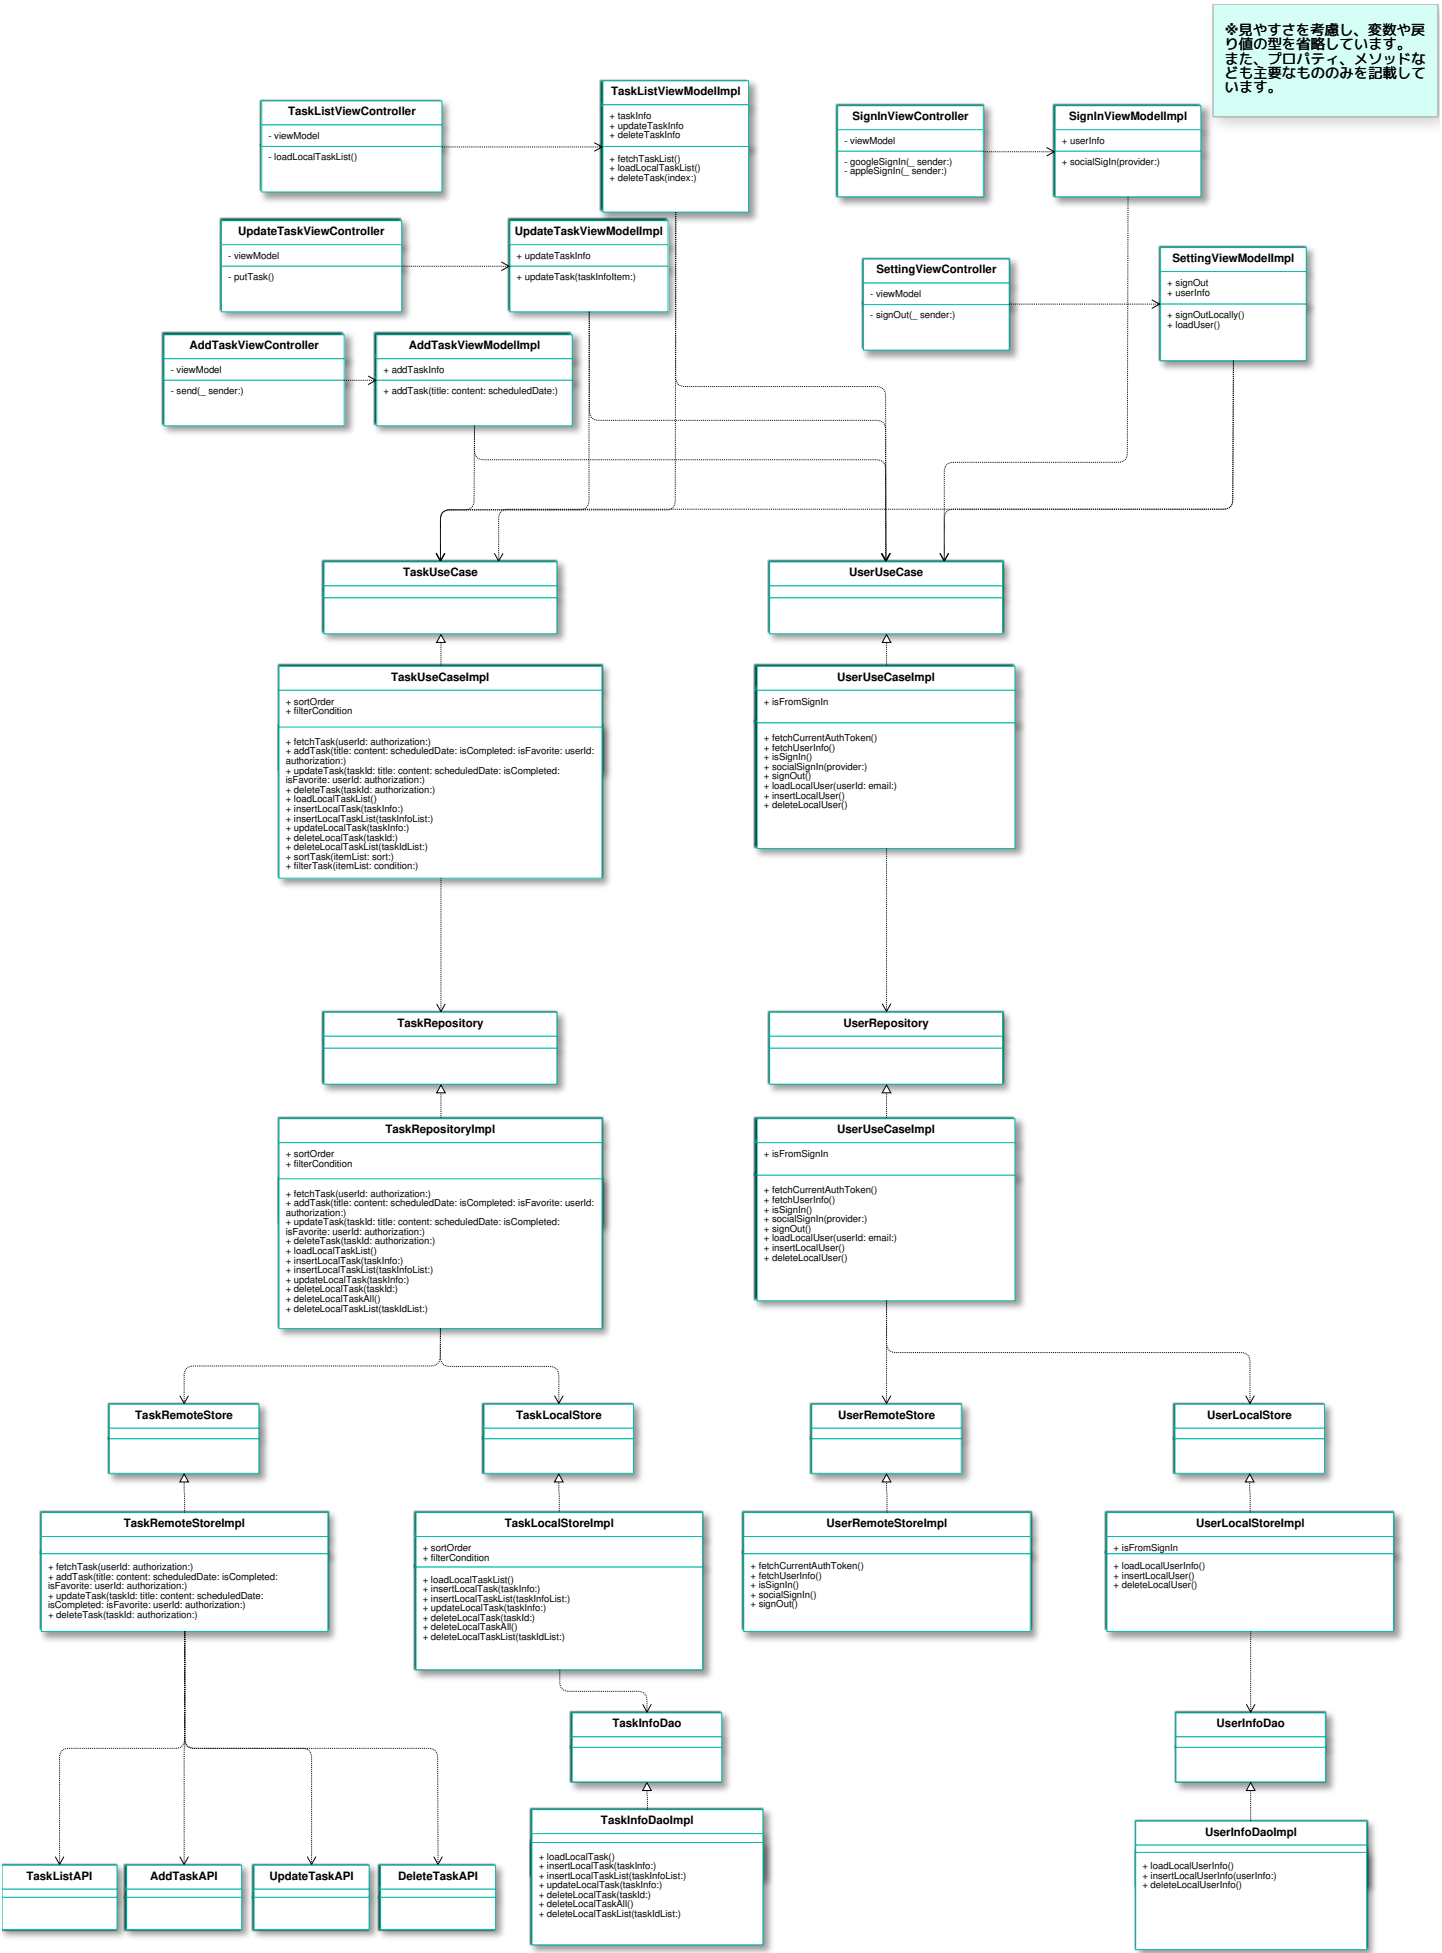 ※見やすさを考慮し、変数や戻
り値の型を省略しています。
また、プロパティ、メソッドな
ども主要なもののみを記載して
います。
TaskListViewController
- viewModel
- loadLocalTaskList()
TaskListViewModelImpl
+ taskInfo
+ updateTaskInfo
+ deleteTaskInfo
+ fetchTaskList()
+ loadLocalTaskList()
+ deleteTask(index:)
SignInViewController
- viewModel
- googleSignIn(_ sender:)
- appleSignIn(_ sender:)
SignInViewModelImpl
+ userInfo
+ socialSigIn(provider:)
UpdateTaskViewController
- viewModel
- putTask()
UpdateTaskViewModelImpl
+ updateTaskInfo
+ updateTask(taskInfoItem:)
SettingViewController
- viewModel
- signOut(_ sender:)
SettingViewModelImpl
+ signOut
+ userInfo
+ signOutLocally()
+ loadUser()
AddTaskViewController
- viewModel
- send(_ sender:)
AddTaskViewModelImpl
+ addTaskInfo
+ addTask(title: content: scheduledDate:)
TaskUseCase
UserUseCase
TaskUseCaseImpl
+ sortOrder
+ filterCondition
+ fetchTask(userId: authorization:)
+ addTask(title: content: scheduledDate: isCompleted: isFavorite: userId:
authorization:)
+ updateTask(taskId: title: content: scheduledDate: isCompleted:
isFavorite: userId: authorization:)
+ deleteTask(taskId: authorization:)
+ loadLocalTaskList()
+ insertLocalTask(taskInfo:)
+ insertLocalTaskList(taskInfoList:)
+ updateLocalTask(taskInfo:)
+ deleteLocalTask(taskId:)
+ deleteLocalTaskList(taskIdList:)
+ sortTask(itemList: sort:)
+ filterTask(itemList: condition:)
UserUseCaseImpl
+ isFromSignIn
+ fetchCurrentAuthToken()
+ fetchUserInfo()
+ isSignIn()
+ socialSignIn(provider:)
+ signOut()
+ loadLocalUser(userId: email:)
+ insertLocalUser()
+ deleteLocalUser()
TaskRepository
UserRepository
TaskRepositoryImpl
+ sortOrder
+ filterCondition
+ fetchTask(userId: authorization:)
+ addTask(title: content: scheduledDate: isCompleted: isFavorite: userId:
authorization:)
+ updateTask(taskId: title: content: scheduledDate: isCompleted:
isFavorite: userId: authorization:)
+ deleteTask(taskId: authorization:)
+ loadLocalTaskList()
+ insertLocalTask(taskInfo:)
+ insertLocalTaskList(taskInfoList:)
+ updateLocalTask(taskInfo:)
+ deleteLocalTask(taskId:)
+ deleteLocalTaskAll()
+ deleteLocalTaskList(taskIdList:)
UserUseCaseImpl
+ isFromSignIn
+ fetchCurrentAuthToken()
+ fetchUserInfo()
+ isSignIn()
+ socialSignIn(provider:)
+ signOut()
+ loadLocalUser(userId: email:)
+ insertLocalUser()
+ deleteLocalUser()
TaskRemoteStore
TaskLocalStore
UserRemoteStore
UserLocalStore
TaskRemoteStoreImpl
+ fetchTask(userId: authorization:)
+ addTask(title: content: scheduledDate: isCompleted:
isFavorite: userId: authorization:)
+ updateTask(taskId: title: content: scheduledDate:
isCompleted: isFavorite: userId: authorization:)
+ deleteTask(taskId: authorization:)
TaskLocalStoreImpl
+ sortOrder
+ filterCondition
+ loadLocalTaskList()
+ insertLocalTask(taskInfo:)
+ insertLocalTaskList(taskInfoList:)
+ updateLocalTask(taskInfo:)
+ deleteLocalTask(taskId:)
+ deleteLocalTaskAll()
+ deleteLocalTaskList(taskIdList:)
UserRemoteStoreImpl
+ fetchCurrentAuthToken()
+ fetchUserInfo()
+ isSignIn()
+ socialSignIn()
+ signOut()
UserLocalStoreImpl
+ isFromSignIn
+ loadLocalUserInfo()
+ insertLocalUser()
+ deleteLocalUser()
TaskInfoDao
UserInfoDao
TaskInfoDaoImpl
+ loadLocalTask()
+ insertLocalTask(taskInfo:)
+ insertLocalTaskList(taskInfoList:)
+ updateLocalTask(taskInfo:)
+ deleteLocalTask(taskId:)
+ deleteLocalTaskAll()
+ deleteLocalTaskList(taskIdList:)
UserInfoDaoImpl
+ loadLocalUserInfo()
+ insertLocalUserInfo(userInfo:)
+ deleteLocalUserInfo()
TaskListAPI
AddTaskAPI
UpdateTaskAPI
DeleteTaskAPI